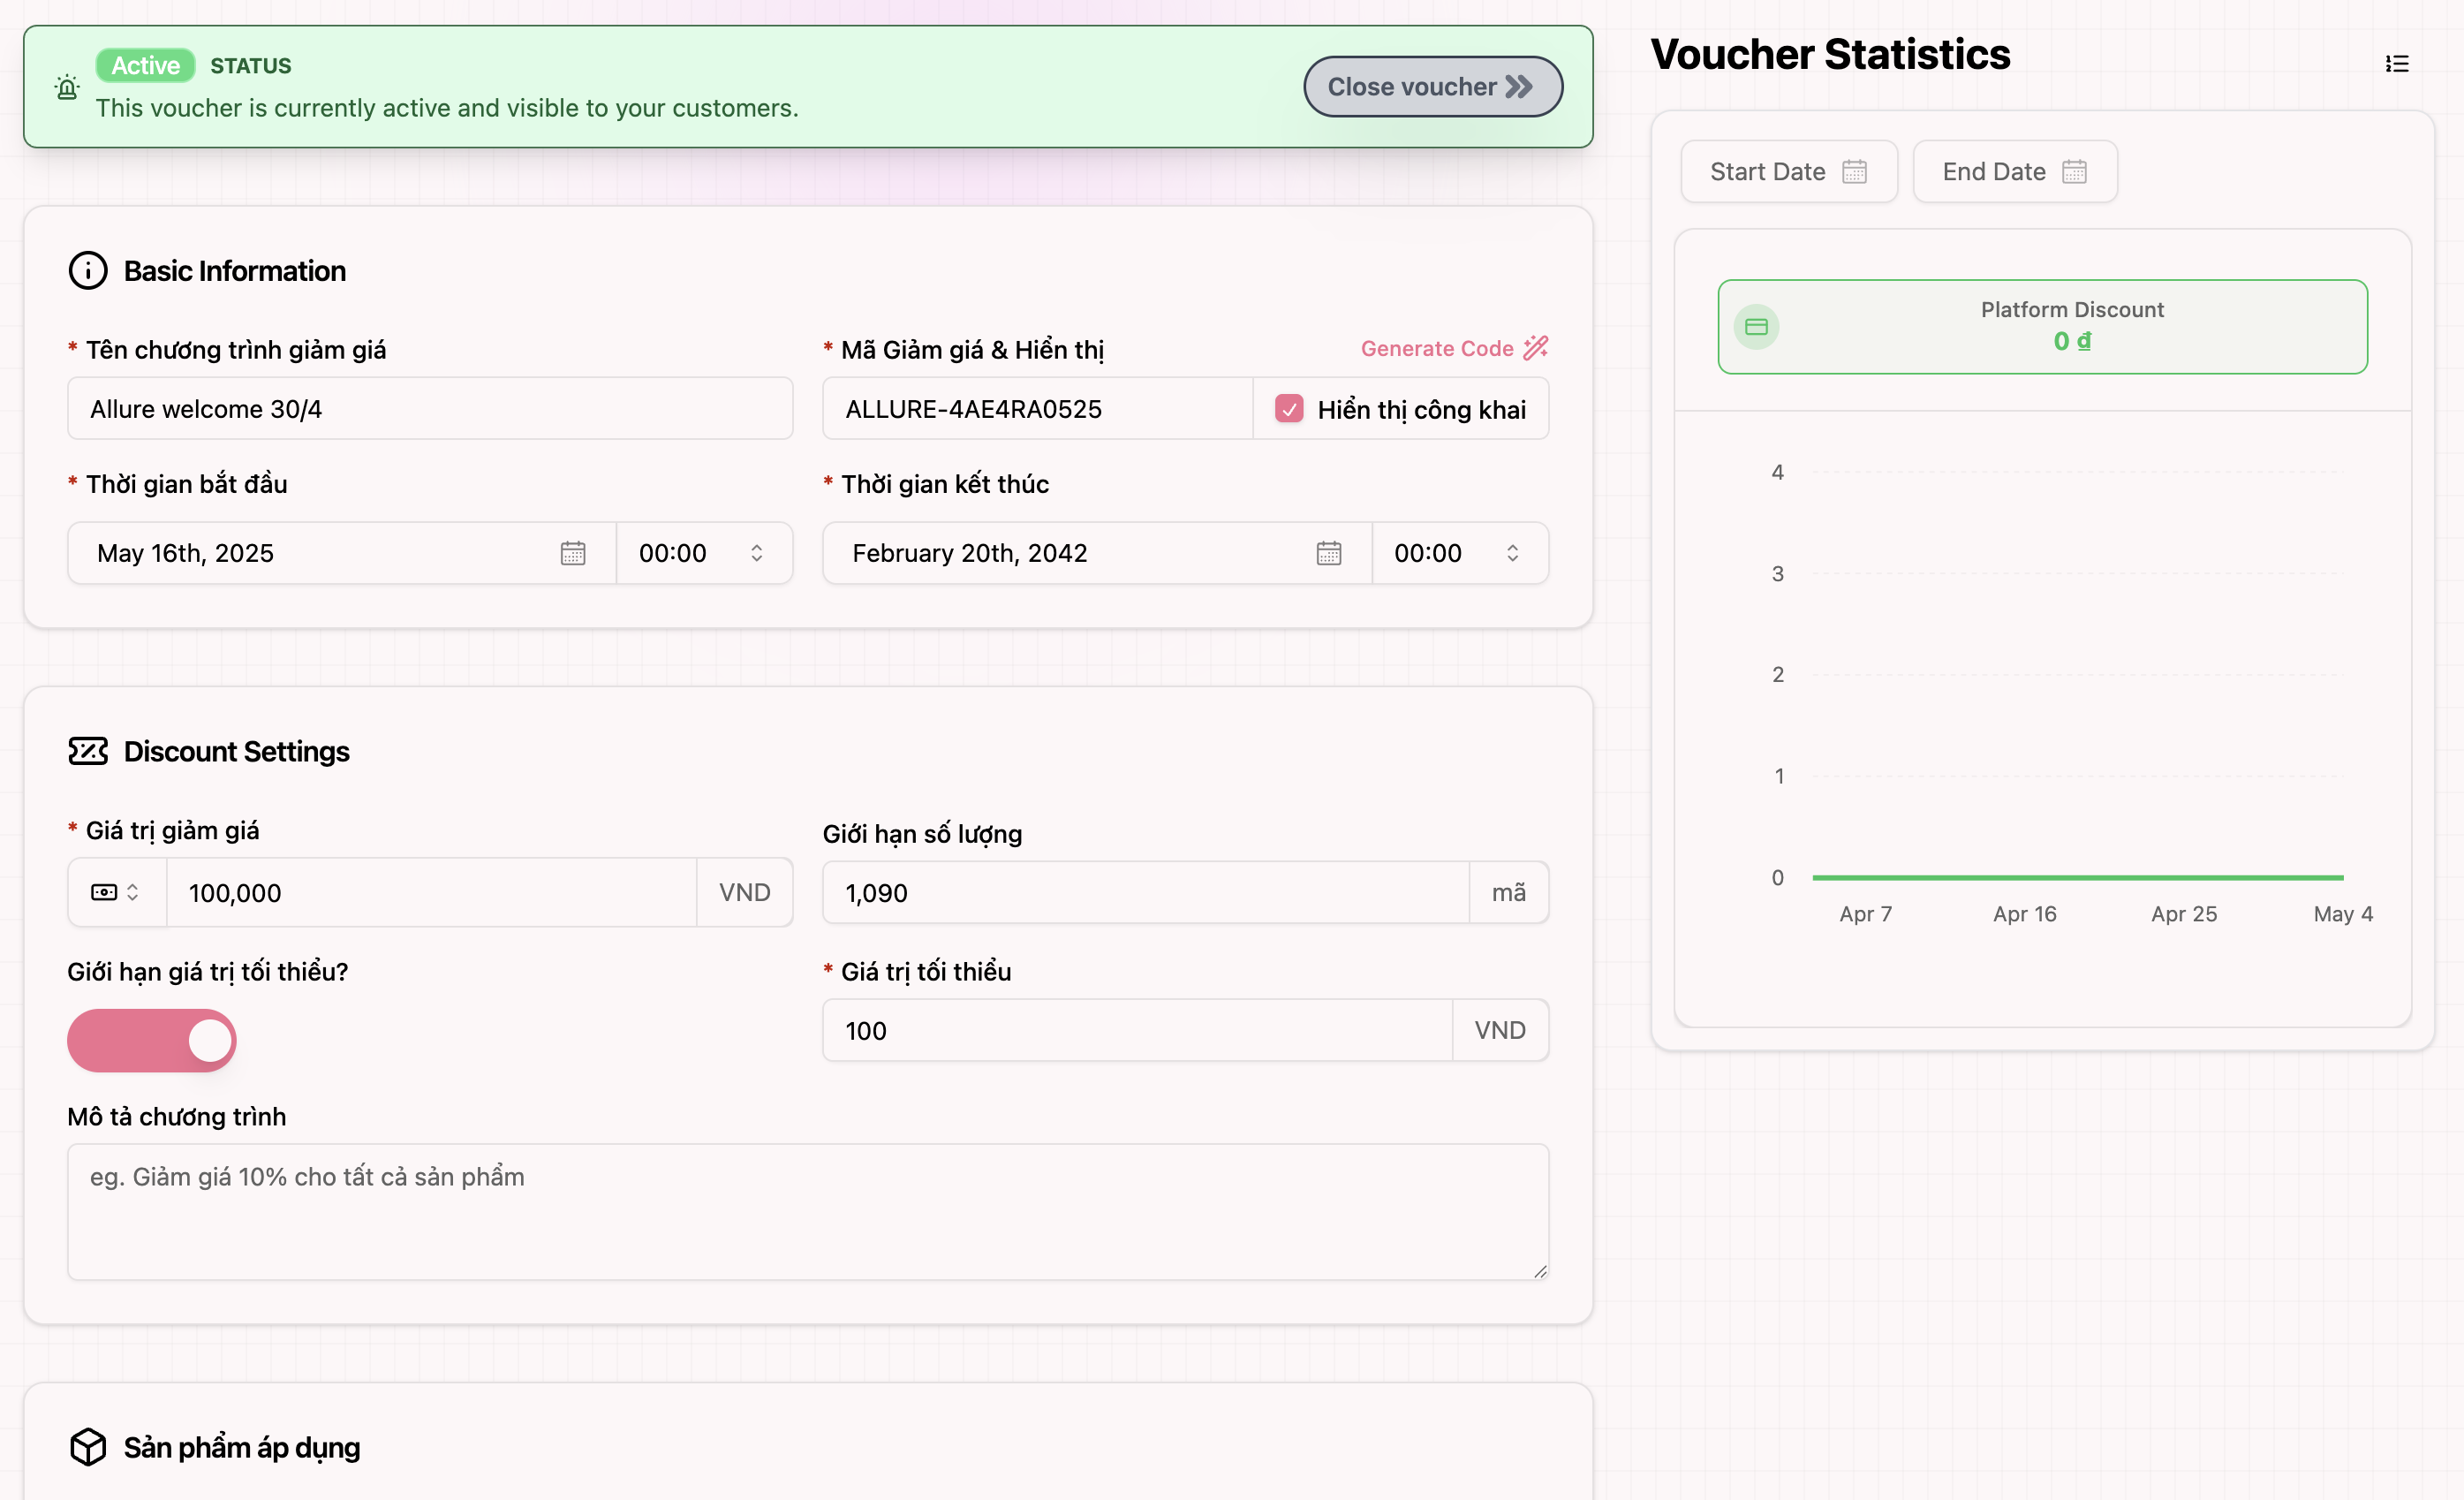 Active STATUS
This voucher is currently active and visible to your customers.
Close voucher
Basic Information
* Tên chương trình giảm giá
Allure welcome 30/4
* Mã Giảm giá & Hiển thị
Generate Code
ALLURE-4AE4RA0525
Hiển thị công khai
* Thời gian bắt đầu
May 16th, 2025
00:00
* Thời gian kết thúc
February 20th, 2042
00:00
Discount Settings
* Giá trị giảm giá
100,000
VND
Giới hạn số lượng
1,090
mã
Giới hạn giá trị tối thiểu?
* Giá trị tối thiểu
100
VND
Mô tả chương trình
eg. Giảm giá 10% cho tất cả sản phẩm
Sản phẩm áp dụng
Voucher Statistics
Start Date
End Date
Platform Discount
0 ₫
4
3
2
1
0
Apr 7
Apr 16
Apr 25
May 4